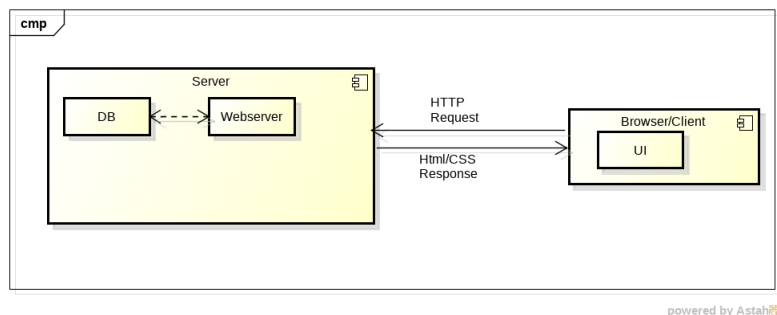 cmp
Server
DB
Webserver
HTTP
Request
Html/CSS
Response
Browser/Client
UI
powered by Astah